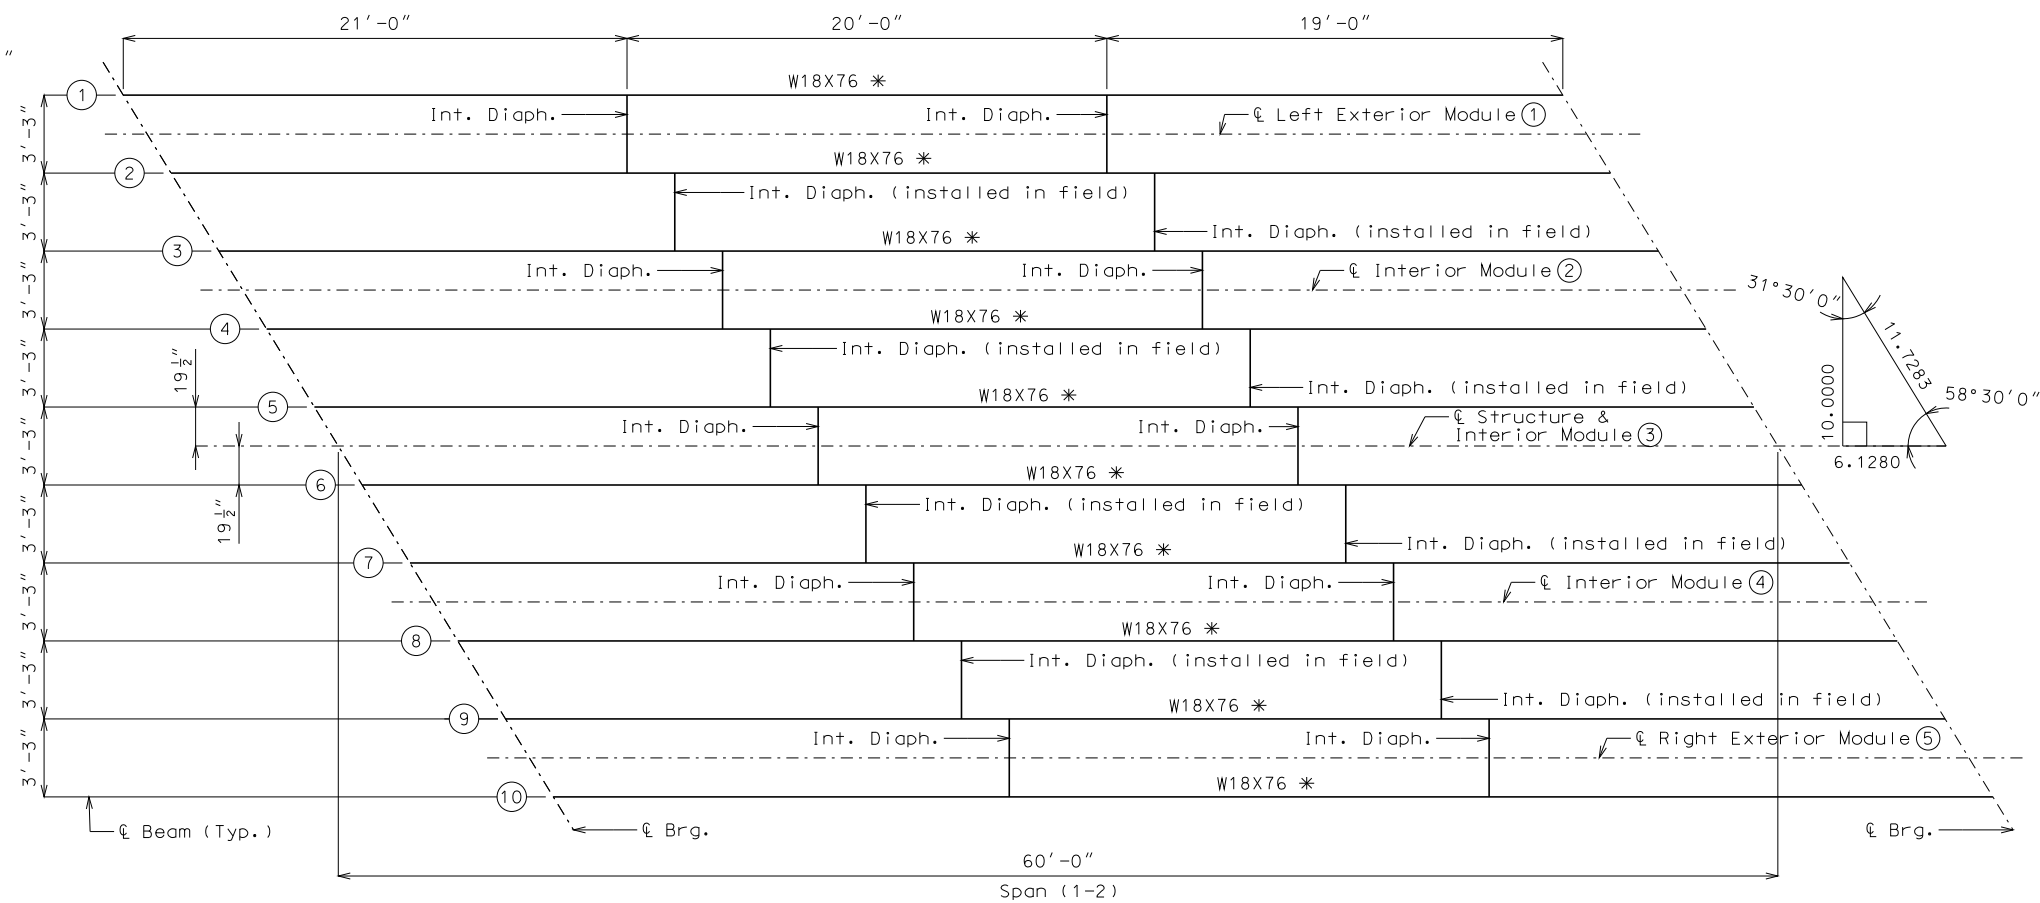 21'-0" 20'-0" 19'-0"
"
W18X76 *
1
Int. Diaph. Int. Diaph. ℄ Left Exterior Module 1
3'-3"
W18X76 *
2
Int. Diaph. (installed in field)
3'-3"
Int. Diaph. (installed in field)
W18X76 *
3
Int. Diaph. Int. Diaph. ℄ Interior Module 2
3'-3"
W18X76 *
4
Int. Diaph. (installed in field)
3'-3"
19 1/2"
Int. Diaph. (installed in field)
W18X76 *
5
Int. Diaph. Int. Diaph. ℄ Structure &
Interior Module 3
3'-3"
W18X76 *
6
19 1/2"
Int. Diaph. (installed in field)
3'-3"
Int. Diaph. (installed in field)
W18X76 *
7
Int. Diaph. Int. Diaph. ℄ Interior Module 4
3'-3"
W18X76 *
8
Int. Diaph. (installed in field)
3'-3"
Int. Diaph. (installed in field)
W18X76 *
9
Int. Diaph. Int. Diaph. ℄ Right Exterior Module 5
3'-3"
W18X76 *
10
℄ Beam (Typ.) ℄ Brg. ℄ Brg.
60'-0"
Span (1-2)
31°30'0"
11.7283
10.0000
58°30'0"
6.1280